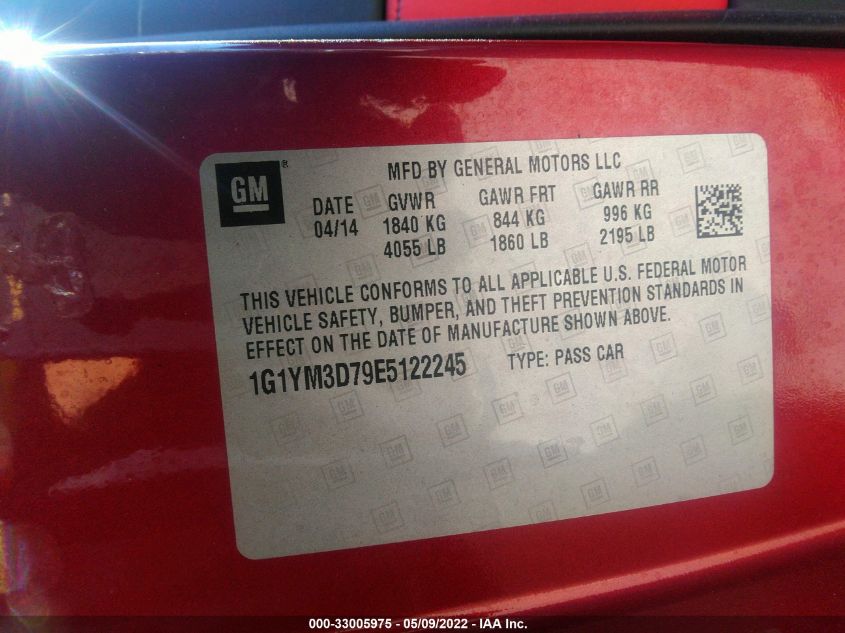 GM ®
MFD BY GENERAL MOTORS LLC
DATE GVWR GAWR FRT GAWR RR
04/14 1840 KG 844 KG 996 KG
4055 LB 1860 LB 2195 LB
THIS VEHICLE CONFORMS TO ALL APPLICABLE U.S. FEDERAL MOTOR
VEHICLE SAFETY, BUMPER, AND THEFT PREVENTION STANDARDS IN
EFFECT ON THE DATE OF MANUFACTURE SHOWN ABOVE.
1G1YM3D79E5122245 TYPE: PASS CAR
000-33005975 - 05/09/2022 - IAA Inc.